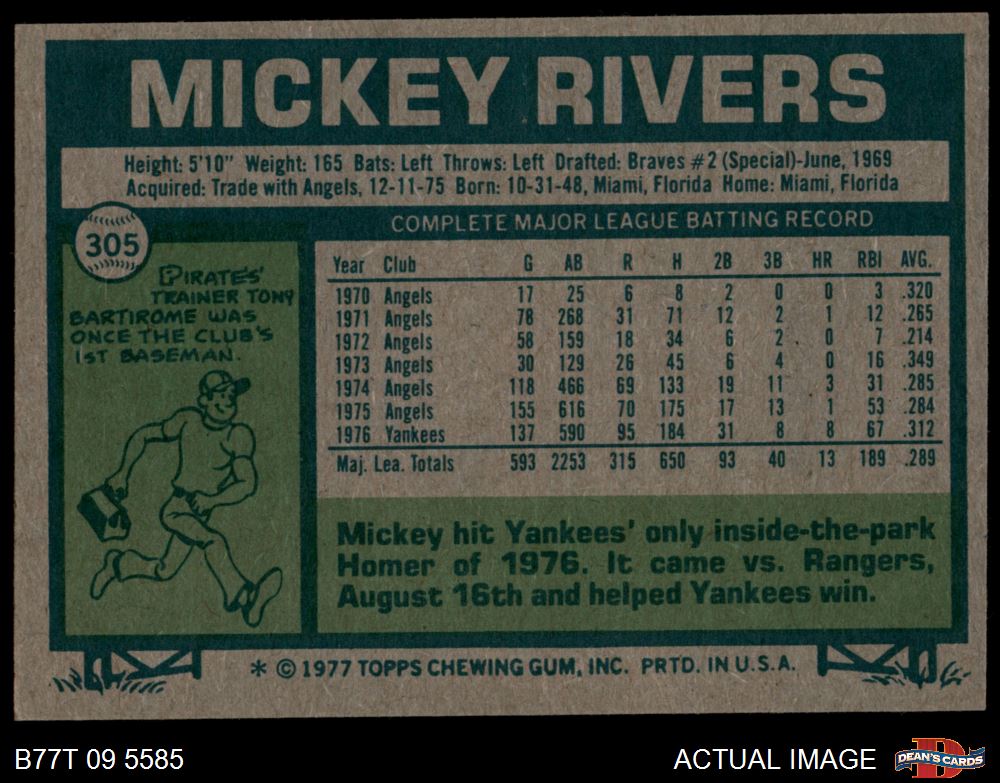 MICKEY RIVERS
Height: 5'10" Weight: 165 Bats: Left Throws: Left Drafted: Braves #2 (Special)-June, 1969
Acquired: Trade with Angels, 12-11-75 Born: 10-31-48, Miami, Florida Home: Miami, Florida
305
PIRATES'
TRAINER TONY
BARTIROME WAS
ONCE THE CLUB'S
1ST BASEMAN.
COMPLETE MAJOR LEAGUE BATTING RECORD
Year Club G AB R H 2B 3B HR RBI AVG.
1970 Angels 17 25 6 8 2 0 0 3 .320
1971 Angels 78 268 31 71 12 2 1 12 .265
1972 Angels 58 159 18 34 6 2 0 7 .214
1973 Angels 30 129 26 45 6 4 0 16 .349
1974 Angels 118 466 69 133 19 11 3 31 .285
1975 Angels 155 616 70 175 17 13 1 53 .284
1976 Yankees 137 590 95 184 31 8 8 67 .312
Maj. Lea. Totals 593 2253 315 650 93 40 13 189 .289
Mickey hit Yankees' only inside-the-park
Homer of 1976. It came vs. Rangers,
August 16th and helped Yankees win.
* © 1977 TOPPS CHEWING GUM, INC. PRTD. IN U.S.A.
B77T 09 5585
ACTUAL IMAGE
D
DEAN'S CARDS